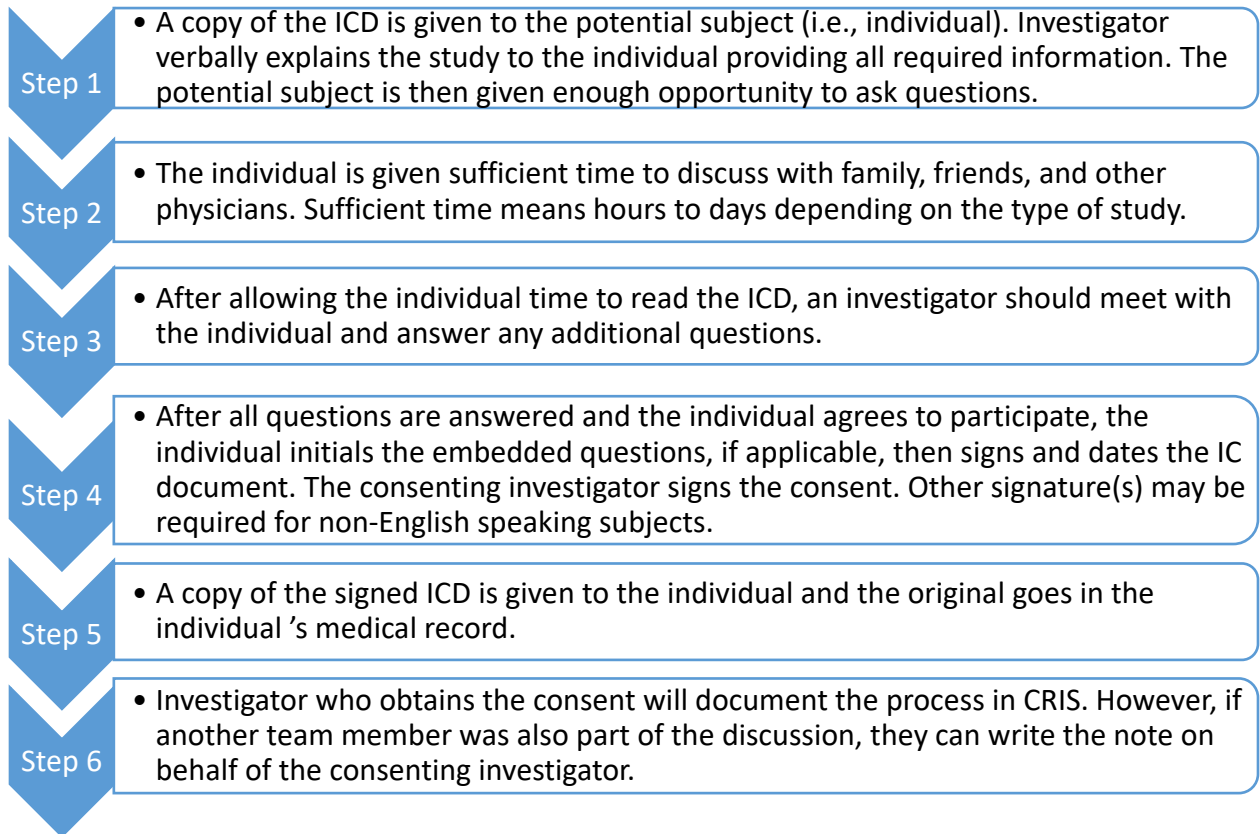 Step 1
• A copy of the ICD is given to the potential subject (i.e., individual). Investigator
verbally explains the study to the individual providing all required information. The
potential subject is then given enough opportunity to ask questions.
Step 2
• The individual is given sufficient time to discuss with family, friends, and other
physicians. Sufficient time means hours to days depending on the type of study.
Step 3
• After allowing the individual time to read the ICD, an investigator should meet with
the individual and answer any additional questions.
Step 4
• After all questions are answered and the individual agrees to participate, the
individual initials the embedded questions, if applicable, then signs and dates the IC
document. The consenting investigator signs the consent. Other signature(s) may be
required for non-English speaking subjects.
Step 5
• A copy of the signed ICD is given to the individual and the original goes in the
individual 's medical record.
Step 6
• Investigator who obtains the consent will document the process in CRIS. However, if
another team member was also part of the discussion, they can write the note on
behalf of the consenting investigator.